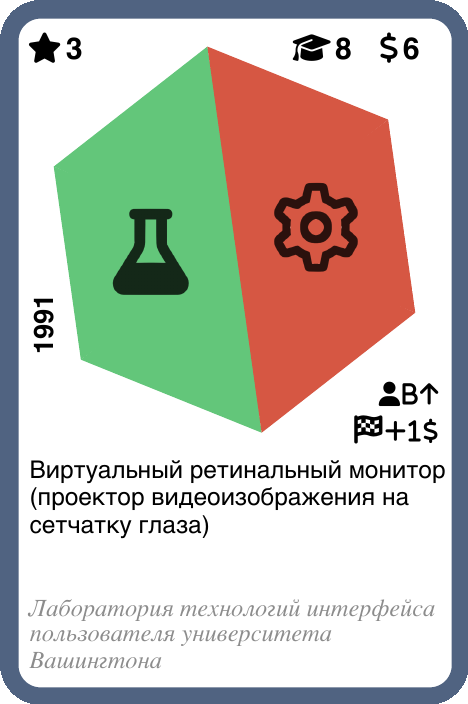 3 8 $6
1991
B↑
+1$
Виртуальный ретинальный монитор
(проектор видеоизображения на
сетчатку глаза)
Лаборатория технологий интерфейса
пользователя университета
Вашингтона